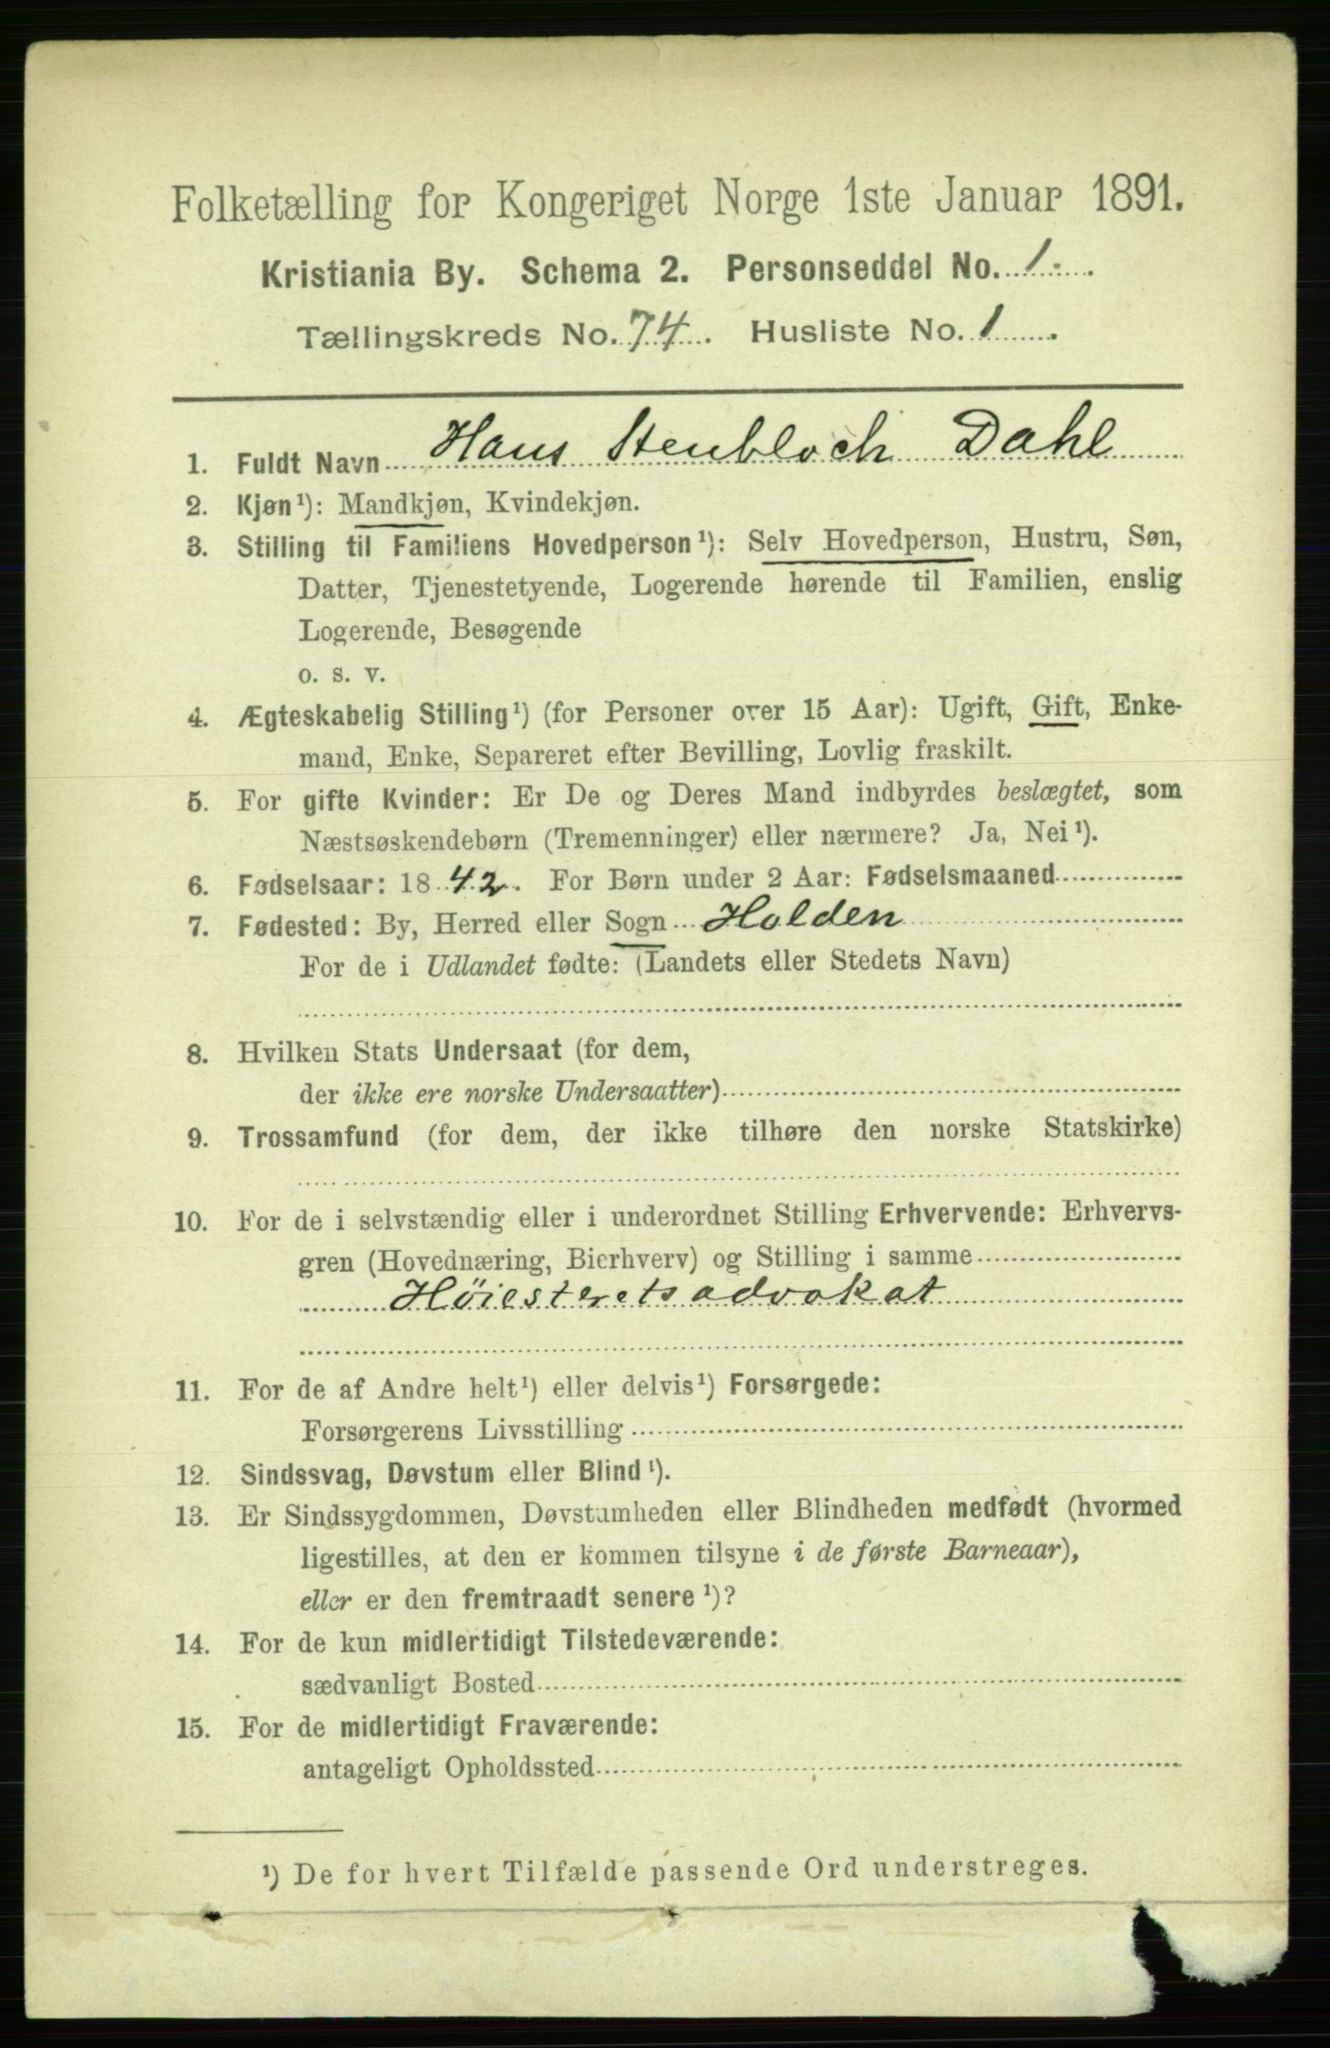 Folketælling for Kongeriget Norge 1ste Januar 1891.
Kristiania By. Schema 2. Personseddel No. 1.
Tællingskreds No. 74. Husliste No. 1.
1. Fuldt Navn Hans Stenbloch Dahl
2. Kjøn¹): Mandkjøn, Kvindekjøn.
3. Stilling til Familiens Hovedperson¹): Selv Hovedperson, Hustru, Søn,
Datter, Tjenestetyende, Logerende hørende til Familien, enslig
Logerende, Besøgende
o. s. v.
4. Ægteskabelig Stilling¹) (for Personer over 15 Aar): Ugift, Gift, Enke-
mand, Enke, Separeret efter Bevilling, Lovlig fraskilt.
5. For gifte Kvinder: Er De og Deres Mand indbyrdes beslægtet, som
Næstsøskendebørn (Tremenninger) eller nærmere? Ja, Nei¹).
6. Fødselsaar: 1842. For Børn under 2 Aar: Fødselsmaaned
7. Fødested: By, Herred eller Sogn Holden
For de i Udlandet fødte: (Landets eller Stedets Navn)
8. Hvilken Stats Undersaat (for dem,
der ikke ere norske Undersaatter)
9. Trossamfund (for dem, der ikke tilhøre den norske Statskirke)
10. For de i selvstændig eller i underordnet Stilling Erhvervende: Erhvervs-
gren (Hovednæring, Bierhverv) og Stilling i samme
Høiesteretsadvokat
11. For de af Andre helt¹) eller delvis¹) Forsørgede:
Forsørgerens Livsstilling
12. Sindssvag, Døvstum eller Blind¹).
13. Er Sindssygdommen, Døvstumheden eller Blindheden medfødt (hvormed
ligestilles, at den er kommen tilsyne i de første Barneaar),
eller er den fremtraadt senere¹)?
14. For de kun midlertidigt Tilstedeværende:
sædvanligt Bosted
15. For de midlertidigt Fraværende:
antageligt Opholdssted
¹) De for hvert Tilfælde passende Ord understreges.